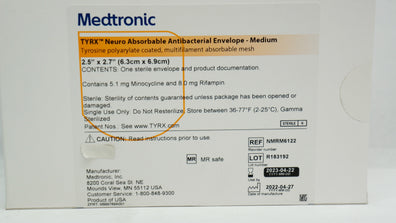 Medtronic
TYRX™ Neuro Absorbable Antibacterial Envelope - Medium
Tyrosine polyarylate coated, multifilament absorbable mesh
2.5" x 2.7" (6.3cm x 6.9cm)
CONTENTS: One sterile envelope and product documentation.
Contains 5.1 mg Minocycline and 8.0 mg Rifampin.
Sterile: Sterility of contents guaranteed unless package has been opened or
damaged.
Single Use Only: Do Not Resterilize. Store between 36-77°F (2-25°C), Gamma
Sterilized
Patent Nos.: See www.TYRX.com
STERILE R
CAUTION: Read instructions prior to use.
REF NMRM6122
MR MR safe
LOT R183192
2023-04-22
2022-04-27
Manufacturer:
Medtronic, Inc
8200 Coral Sea St. NE
Mounds View, MN 55112 USA
Customer Service: 1-800-848-9300
Product of USA